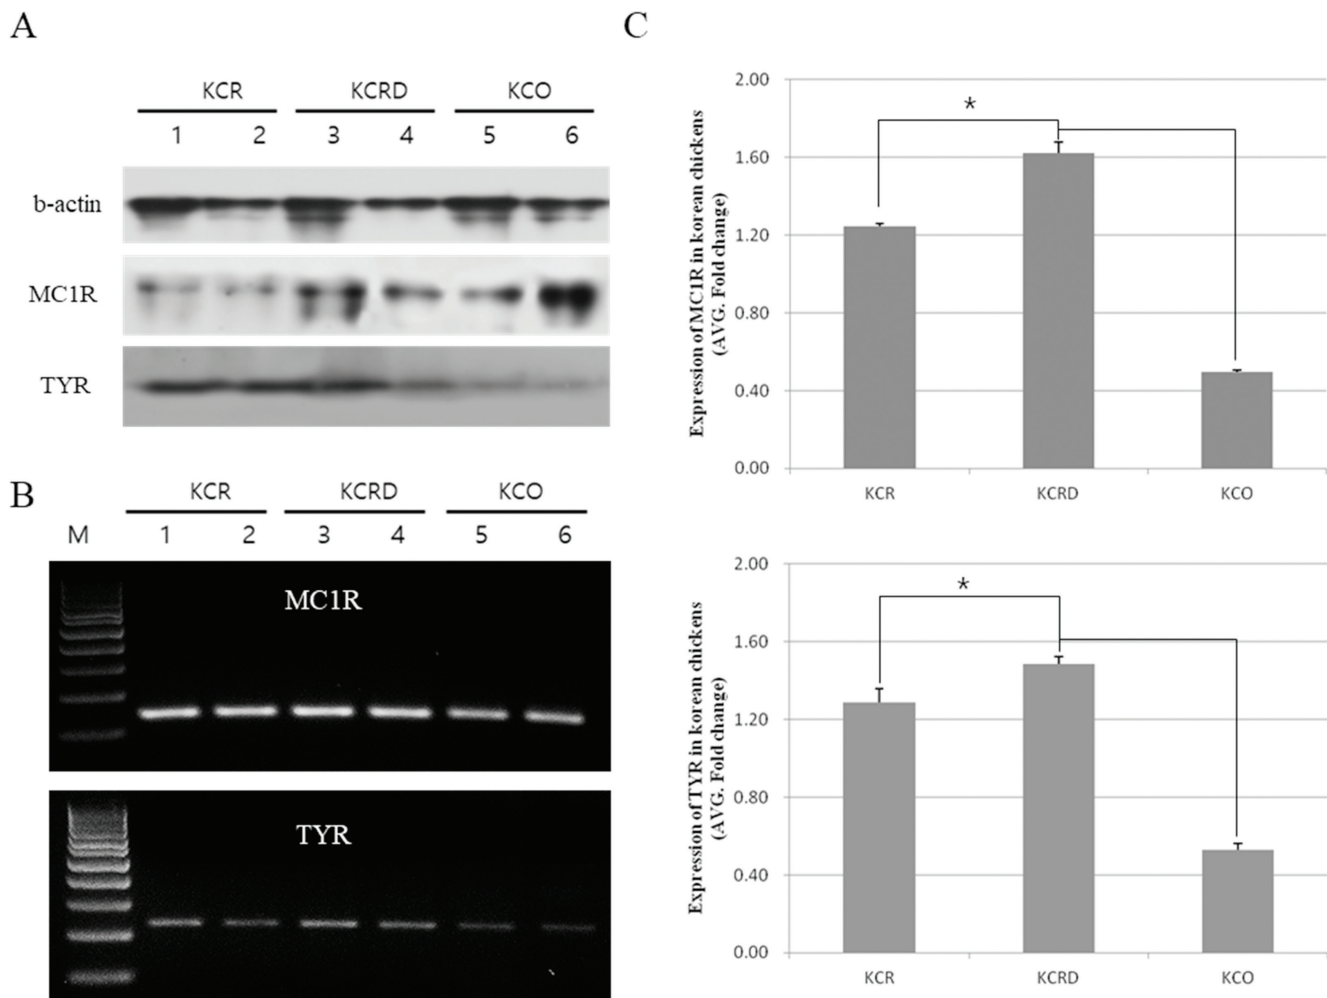 A
KCR KCRD KCO
1 2 3 4 5 6
b-actin
MC1R
TYR
B
KCR KCRD KCO
M 1 2 3 4 5 6
MC1R
TYR
C
Expression of MC1R in korean chickens
(AVG. Fold change)
2.00
1.60
1.20
0.80
0.40
0.00
*
KCR KCRD KCO
Expression of TYR in korean chickens
(AVG. Fold change)
2.00
1.60
1.20
0.80
0.40
0.00
*
KCR KCRD KCO